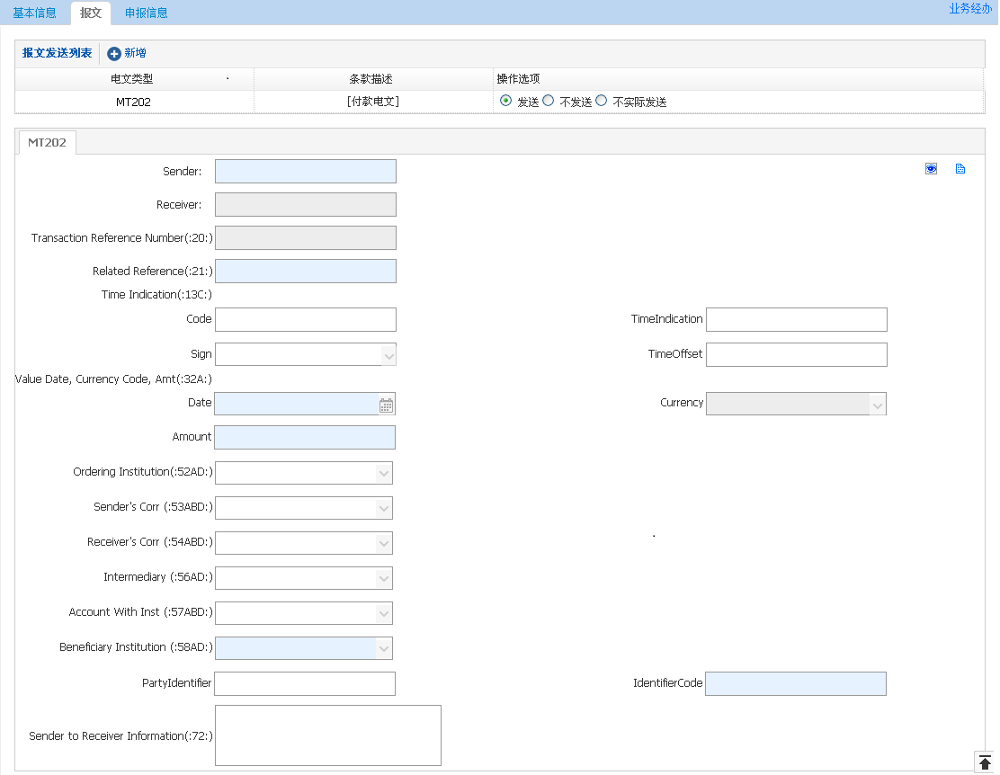 基本信息 报文 申报信息 业务经办
报文发送列表 新增
电文类型 条款描述 操作选项
MT202 [付款电文] 发送 不发送 不实际发送
MT202
Sender:
Receiver:
Transaction Reference Number(:20:)
Related Reference(:21:)
Time Indication(:13C:)
Code TimeIndication
Sign TimeOffset
Value Date, Currency Code, Amt(:32A:)
Date Currency
Amount
Ordering Institution(:52AD:)
Sender's Corr (:53ABD:)
Receiver's Corr (:54ABD:)
Intermediary (:56AD:)
Account With Inst (:57ABD:)
Beneficiary Institution (:58AD:)
PartyIdentifier IdentifierCode
Sender to Receiver Information(:72:)